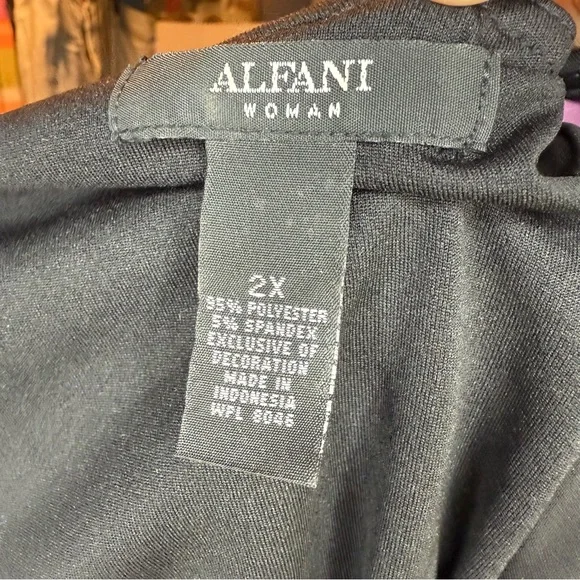 ALFANI
WOMAN
2X
95% POLYESTER
5% SPANDEX
EXCLUSIVE OF
DECORATION
MADE IN
INDONESIA
WPL 8046